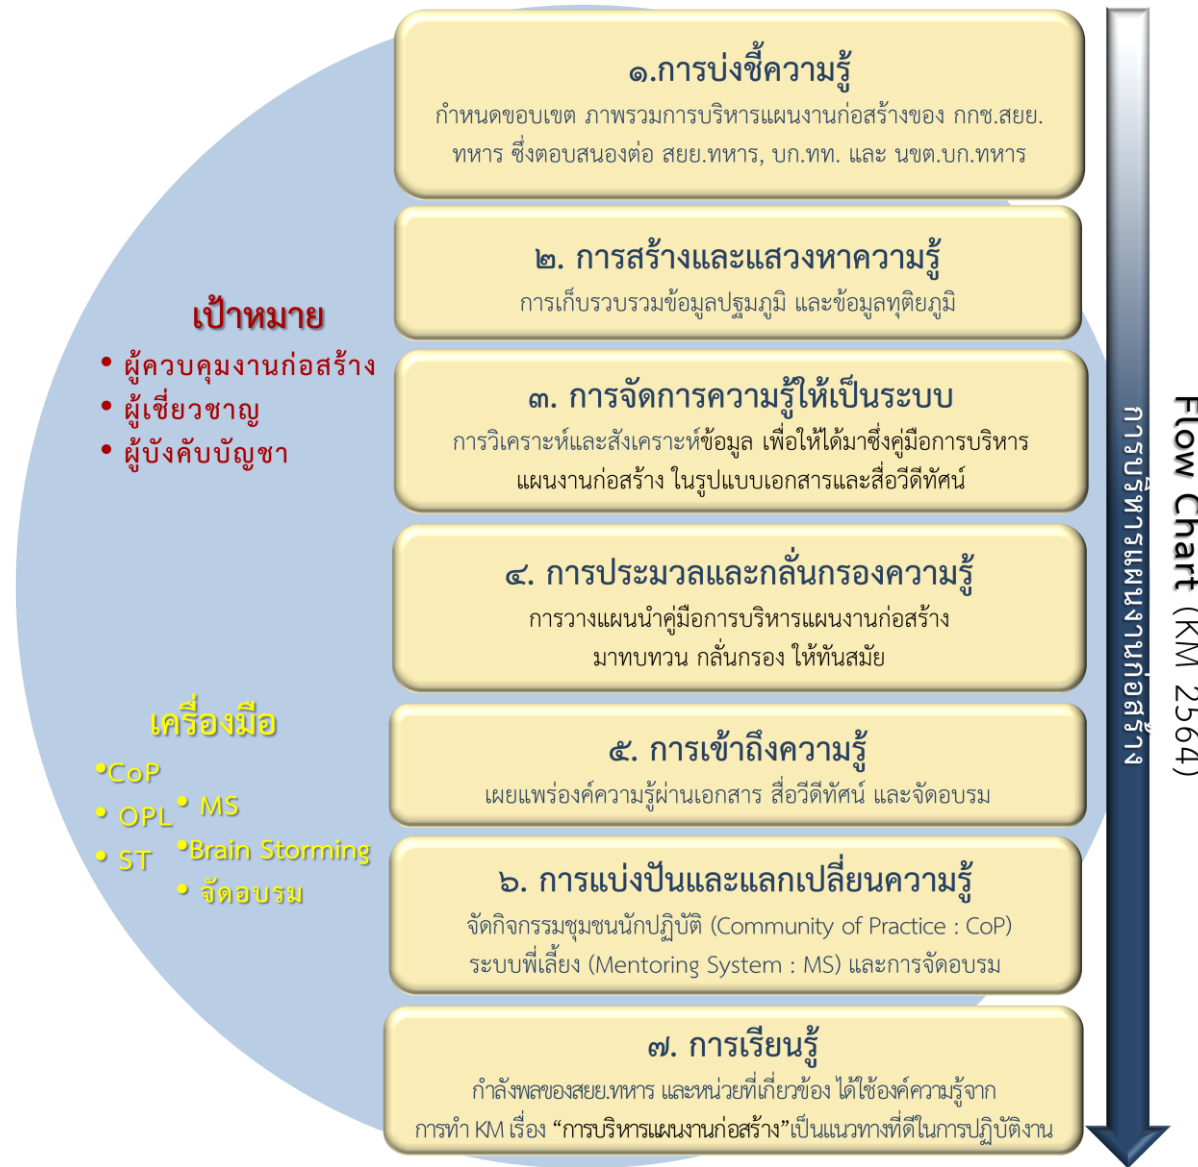 ๑.การบ่งชี้ความรู้
กำหนดขอบเขต ภาพรวมการบริหารแผนงานก่อสร้างของ กกช.สยย.
ทหาร ซึ่งตอบสนองต่อ สยย.ทหาร, บก.ทท. และ นขต.บก.ทหาร
๒. การสร้างและแสวงหาความรู้
การเก็บรวบรวมข้อมูลปฐมภูมิ และข้อมูลทุติยภูมิ
เป้าหมาย
• ผู้ควบคุมงานก่อสร้าง
• ผู้เชี่ยวชาญ
• ผู้บังคับบัญชา
๓. การจัดการความรู้ให้เป็นระบบ
การวิเคราะห์และสังเคราะห์ข้อมูล เพื่อให้ได้มาซึ่งคู่มือการบริหาร
แผนงานก่อสร้าง ในรูปแบบเอกสารและสื่อวีดีทัศน์
๔. การประมวลและกลั่นกรองความรู้
การวางแผนนำคู่มือการบริหารแผนงานก่อสร้าง
มาทบทวน กลั่นกรอง ให้ทันสมัย
เครื่องมือ
•CoP
• OPL
• ST
• MS
•Brain Storming
• จัดอบรม
๕. การเข้าถึงความรู้
เผยแพร่องค์ความรู้ผ่านเอกสาร สื่อวีดีทัศน์ และจัดอบรม
๖. การแบ่งปันและแลกเปลี่ยนความรู้
จัดกิจกรรมชุมชนนักปฏิบัติ (Community of Practice : CoP)
ระบบพี่เลี้ยง (Mentoring System : MS) และการจัดอบรม
๗. การเรียนรู้
กำลังพลของสยย.ทหาร และหน่วยที่เกี่ยวข้อง ได้ใช้องค์ความรู้จาก
การทำ KM เรื่อง “การบริหารแผนงานก่อสร้าง”เป็นแนวทางที่ดีในการปฏิบัติงาน
Flow Chart (KM 2564)
การบริหารแผนงานก่อสร้าง